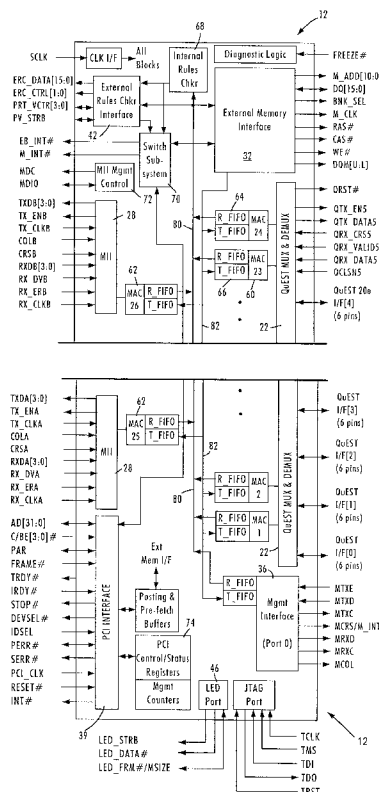 68
12
SCLK
CLK I/F
All Blocks
Internal Rules Chkr
Diagnostic Logic
FREEZE#
ERC_DATA[15:0]
ERC_CTRL[1:0]
PRT_VCTR[3:0]
PV_STRB
External Rules Chkr Interface
42
External Memory Interface
32
M_ADD[10:0
DQ[15:0]
BNK_SEL
M_CLK
RAS#
CAS#
WE#
DQM[U,L]
EB_INT#
M_INT#
Switch Sub-system
70
MDC
MDIO
MII Mgmt Control
72
64
QRST#
TXDB[3:0]
TX_ENB
TX_CLKB
COLB
CRSB
RXDB[3:0]
RX_DVB
RX_ERB
RX_CLKB
28
MII
80
R_FIFO
T_FIFO
MAC 24
R_FIFO
T_FIFO
MAC 23
66
60
62
MAC 26
R_FIFO
T_FIFO
82
22
QuEST MUX & DEMUX
QTX_ENS
QTX_DATAS
QRX_CRSS
QRX_VALIDS
QRX_DATAS
QCLSNS
QuEST 20
I/F[4]
(6 pins)
TXDA[3:0]
TX_ENA
TX_CLKA
COLA
CRSA
RXDA[3:0]
RX_DVA
RX_ERA
RX_CLKA
MII
28
62
MAC 25
R_FIFO
T_FIFO
82
80
R_FIFO
T_FIFO
MAC 2
R_FIFO
T_FIFO
MAC 1
22
QuEST MUX & DEMUX
QuEST
I/F[3]
(6 pins)
QuEST
I/F[2]
(6 pins)
QuEST
I/F[1]
(6 pins)
QuEST
I/F[0]
(6 pins)
AD[31:0]
C/BE[3:0]#
PAR
FRAME#
TRDY#
IRDY#
STOP#
DEVSEL#
IDSEL
PERR#
SERR#
PCI_CLK
RESET#
INT#
PCI INTERFACE
39
Ext Mem I/F
Posting & Pre-fetch Buffers
74
PCI Control/Status Registers
Mgmt Counters
36
R_FIFO
T_FIFO
Mgmt Interface
(Port 0)
MTXE
MTXD
MTXC
MCRS/M_INT
MRXD
MRXC
MCOL
46
LED Port
JTAG Port
LED_STRB
LED_DATA#
LED_FRM#/MSIZE
TCLK
TMS
TDI
TDO
TRST
12